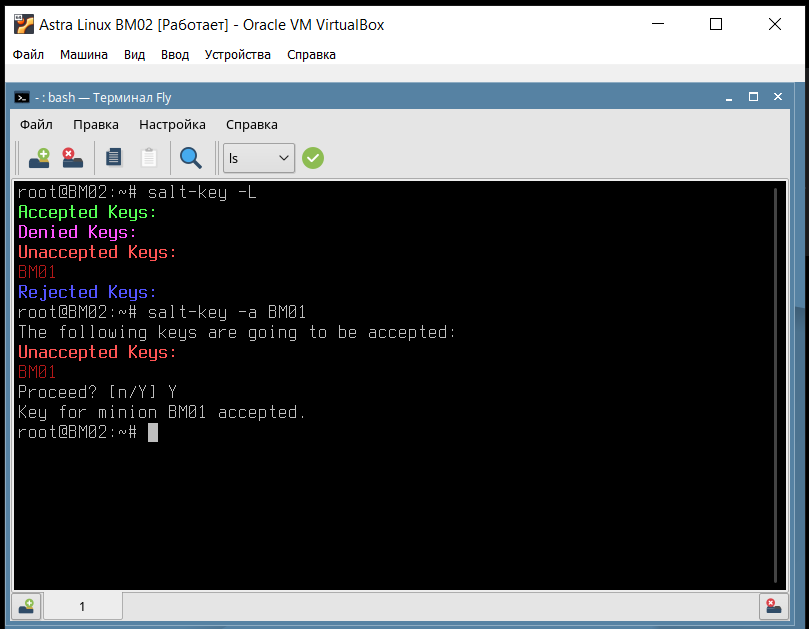 Astra Linux BM02 [Работает] - Oracle VM VirtualBox
Файл Машина Вид Ввод Устройства Справка
- : bash — Терминал Fly
Файл Правка Настройка Справка
ls
root@BM02:~# salt-key -L
Accepted Keys:
Denied Keys:
Unaccepted Keys:
BM01
Rejected Keys:
root@BM02:~# salt-key -a BM01
The following keys are going to be accepted:
Unaccepted Keys:
BM01
Proceed? [n/Y] Y
Key for minion BM01 accepted.
root@BM02:~#
1